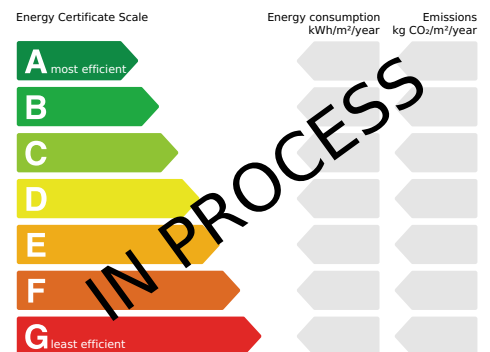 Energy Certificate Scale
Energy consumption
kWh/m²/year
Emissions
kg CO₂/m²/year
A most efficient
B
C
D
E
F
G least efficient
IN PROCESS